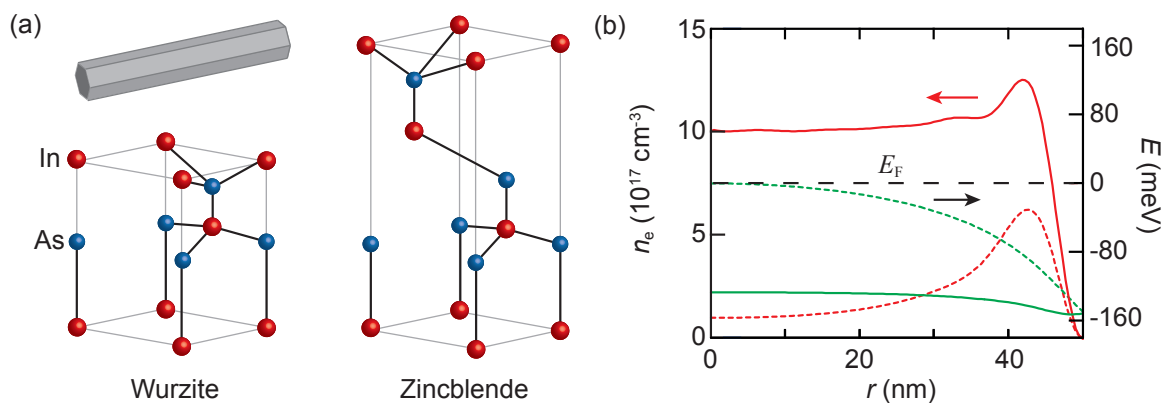 (a)
In
As
Wurzite
Zincblende
(b)
n_e (10^17 cm^-3)
15
10
5
0
E_F
160
80
0
-80
-160
E (meV)
0
20
40
r (nm)